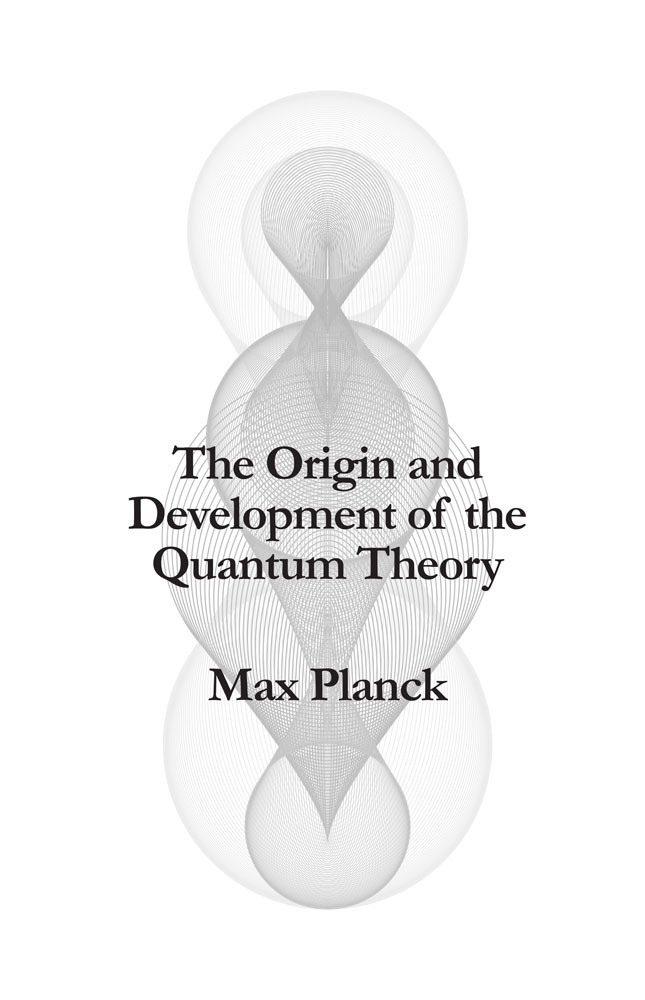 The Origin and
Development of the
Quantum Theory
Max Planck